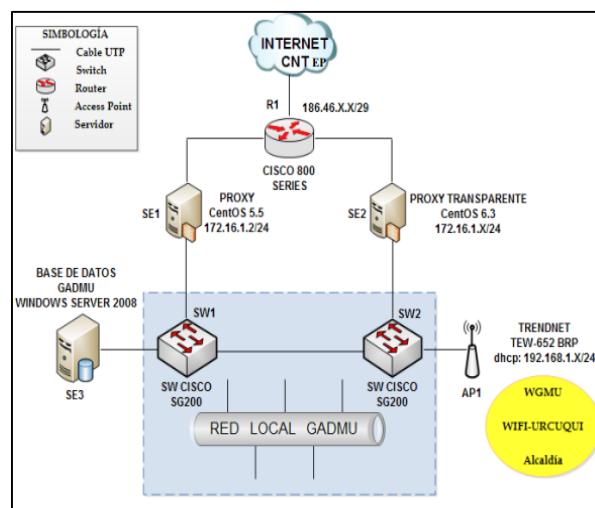 SIMBOLOGÍA
Cable UTP
Switch
Router
Access Point
Servidor
INTERNET
CNT EP
R1
186.46.X.X/29
CISCO 800
SERIES
SE1
PROXY
CentOS 5.5
172.16.1.2/24
SE2
PROXY TRANSPARENTE
CentOS 6.3
172.16.1.X/24
BASE DE DATOS
GADMU
WINDOWS SERVER 2008
SE3
SW1
SW CISCO
SG200
SW2
SW CISCO
SG200
RED LOCAL GADMU
AP1
TRENDNET
TEW-652 BRP
dhcp: 192.168.1.X/24
WGMU
WIFI-URCUQUI
Alcaldía